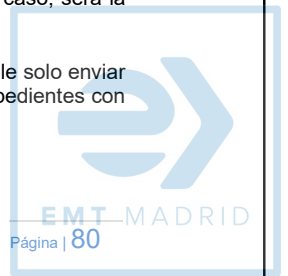 caso, será la
le solo enviar
pedientes con
EMT MADRID
Página | 80